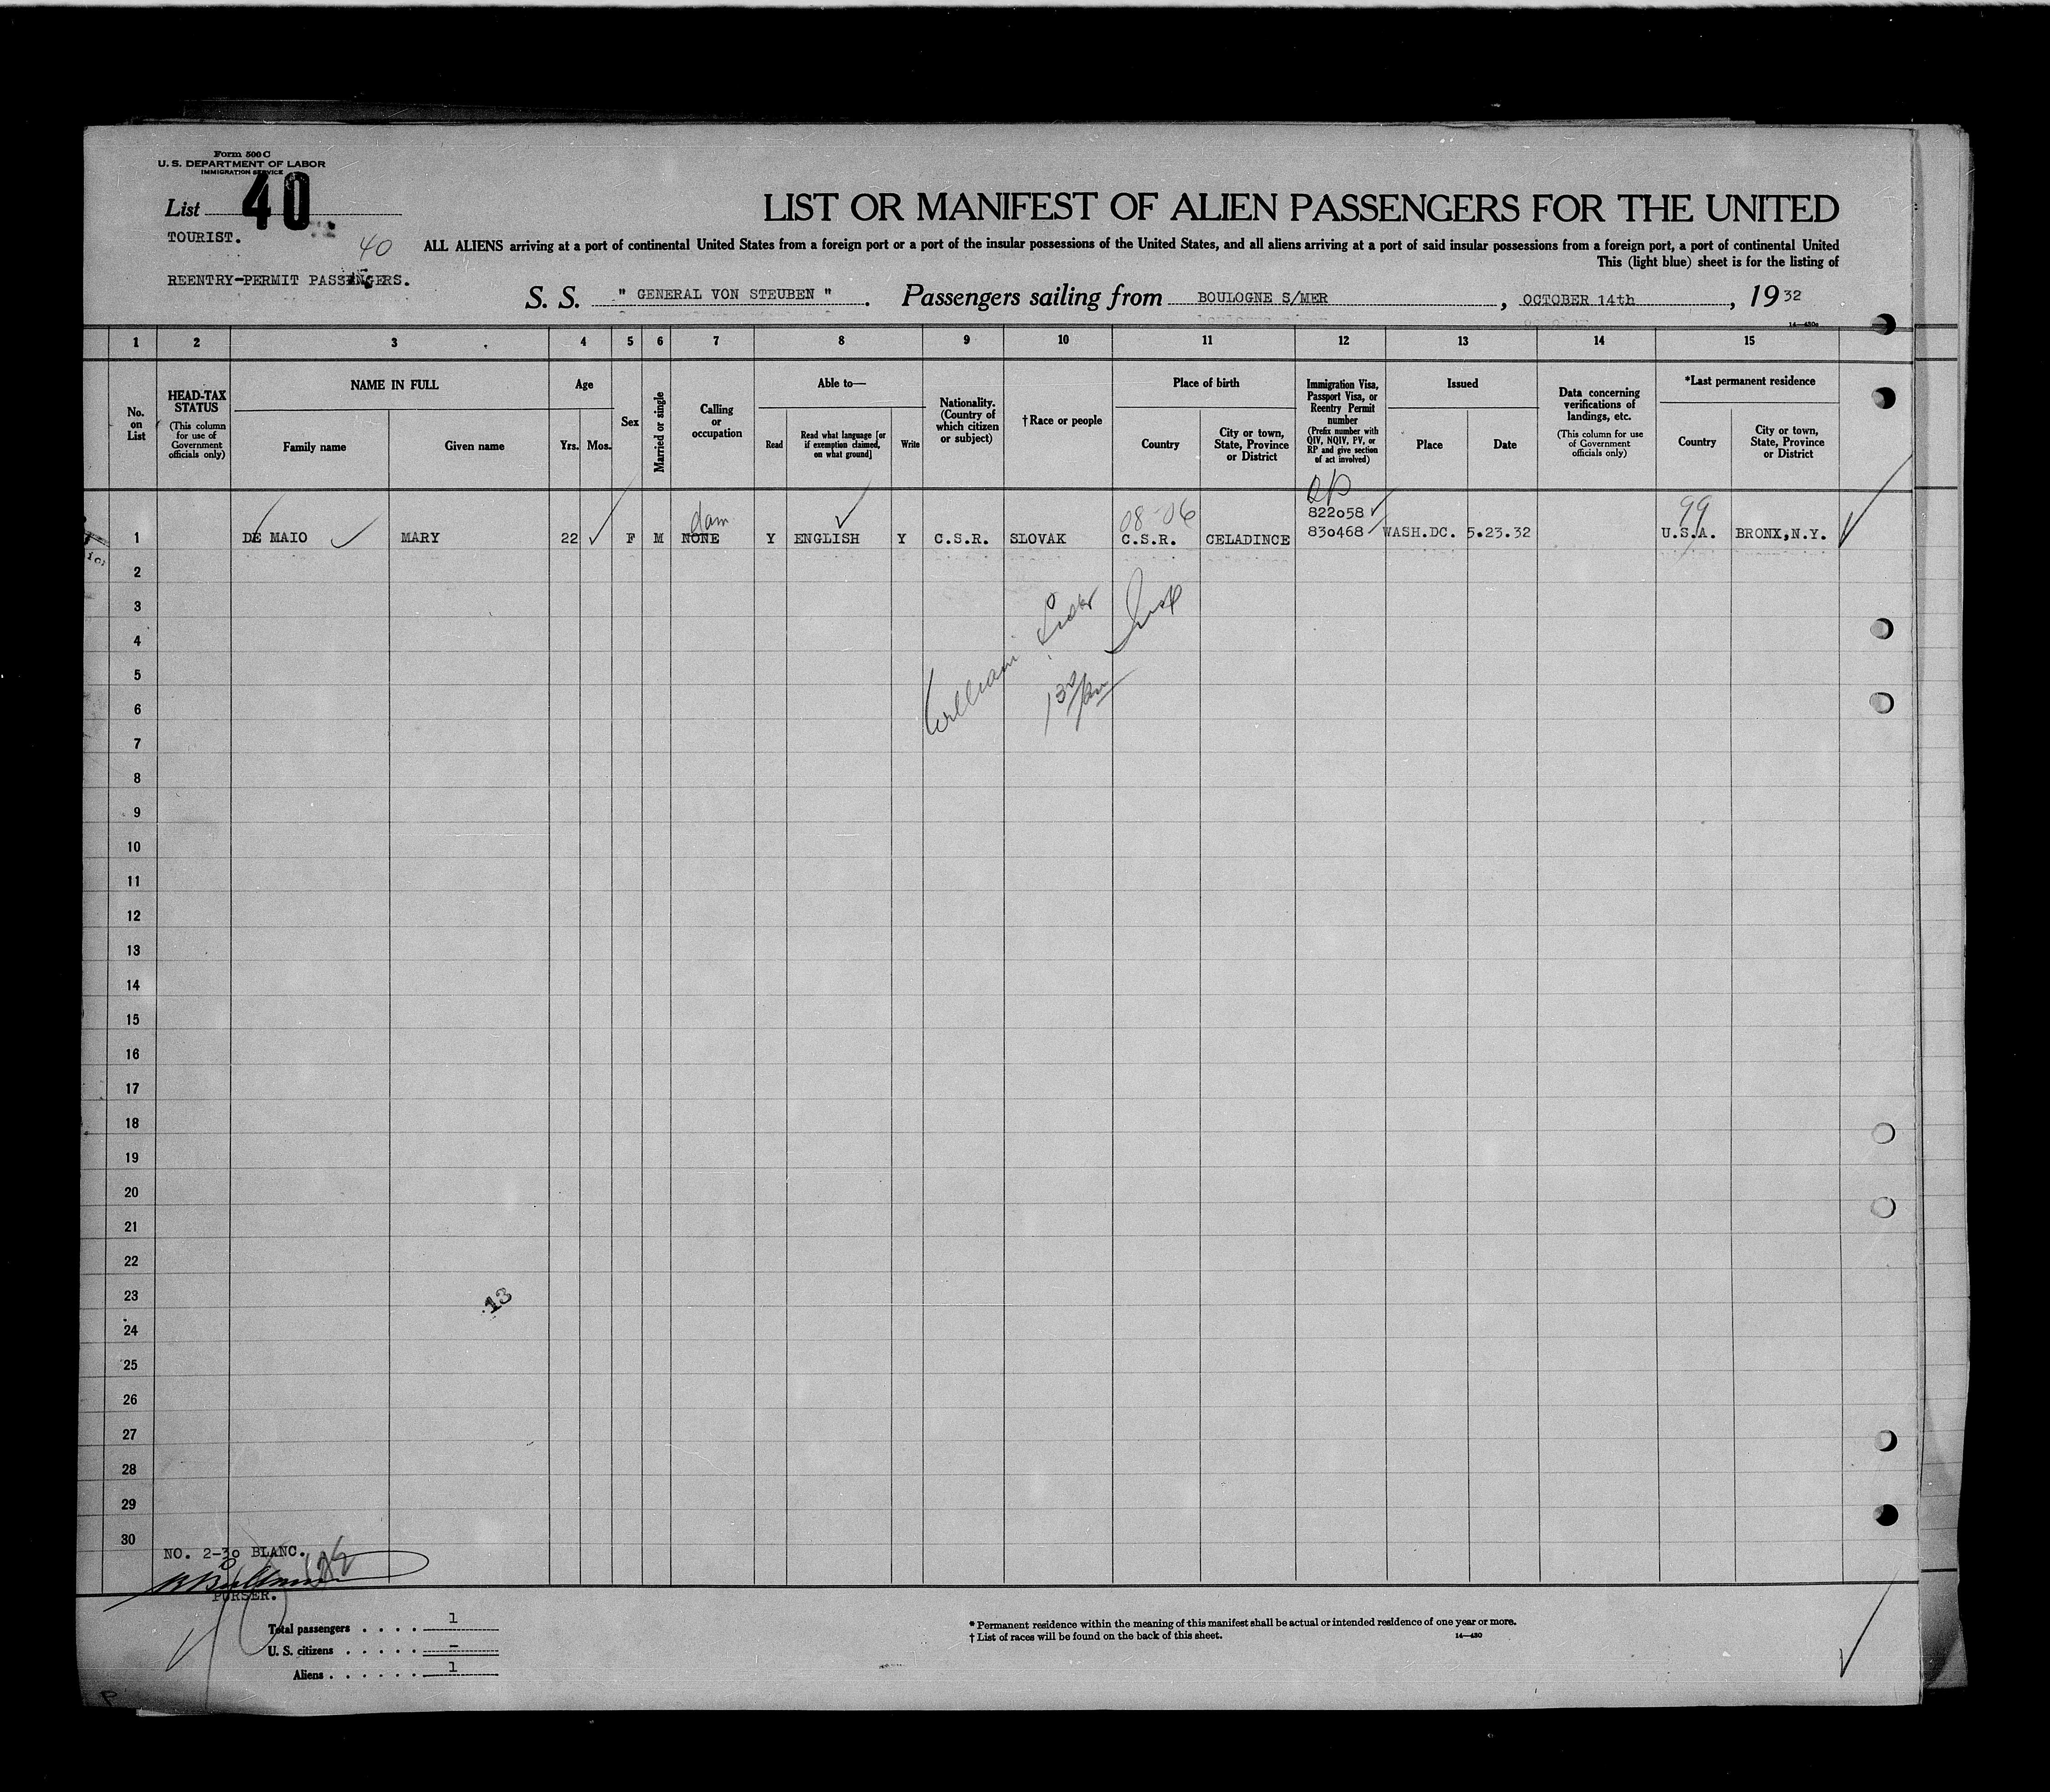 Form 500 C
U. S. DEPARTMENT OF LABOR
IMMIGRATION SERVICE
List 40
TOURIST.
40
REENTRY-PERMIT PASSENGERS.
LIST OR MANIFEST OF ALIEN PASSENGERS FOR THE UNITED
ALL ALIENS arriving at a port of continental United States from a foreign port or a port of the insular possessions of the United States, and all aliens arriving at a port of said insular possessions from a foreign port, a port of continental United
This (light blue) sheet is for the listing of
S. S. " GENERAL VON STEUBEN ". Passengers sailing from BOULOGNE S/MER, OCTOBER 14th, 19 32
14—430c
1 2 3 4 5 6 7 8 9 10 11 12 13 14 15
No. on List
HEAD-TAX STATUS (This column for use of Government officials only)
NAME IN FULL
Family name
Given name
Age
Yrs. Mos.
Sex
Married or single
Calling or occupation
Able to—
Read
Read what language [or if exemption claimed, on what ground]
Write
Nationality. (Country of which citizen or subject)
†Race or people
Place of birth
Country
City or town, State, Province or District
Immigration Visa, Passport Visa, or Reentry Permit number (Prefix number with QIV, NQIV, PV, or RP and give section of act involved)
Issued
Place
Date
Data concerning verifications of landings, etc. (This column for use of Government officials only)
*Last permanent residence
Country
City or town, State, Province or District
dam 08-06 822058 99
1 DE MAIO MARY 22 F M NONE Y ENGLISH Y C.S.R. SLOVAK C.S.R. CELADINCE 830468 WASH.DC. 5.23.32 U.S.A. BRONX,N.Y.
2
3
4
5
6
7
8
9
10
11
12
13
14
15
16
17
18
19
20
21
22
23
13
24
25
26
27
28
29
30
NO. 2-30 BLANC.
PURSER.
Total passengers . . . . 1
U. S. citizens . . . . . –
Aliens . . . . . . 1
* Permanent residence within the meaning of this manifest shall be actual or intended residence of one year or more.
† List of races will be found on the back of this sheet.
14—430